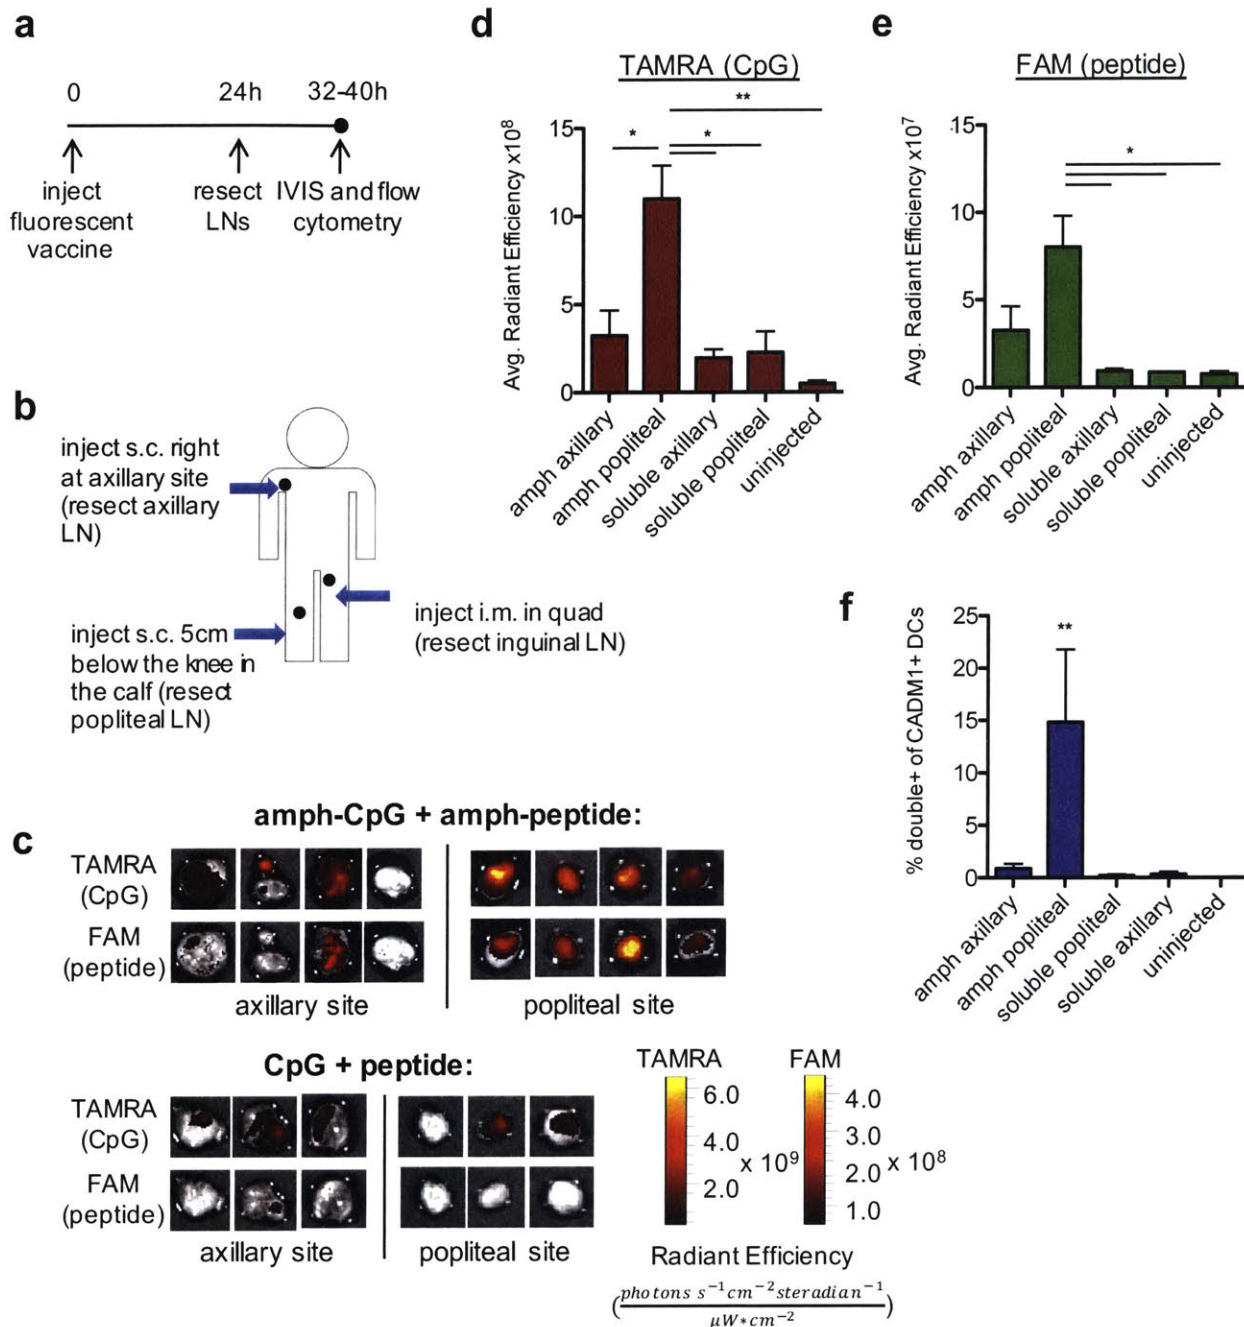 a
0 24h 32-40h
inject
fluorescent
vaccine
resect
LNs
IVIS and flow
cytometry
b
inject s.c. right
at axillary site
(resect axillary
LN)
inject s.c. 5cm
below the knee in
the calf (resect
popliteal LN)
inject i.m. in quad
(resect inguinal LN)
c
amph-CpG + amph-peptide:
TAMRA
(CpG)
FAM
(peptide)
axillary site
popliteal site
CpG + peptide:
TAMRA
(CpG)
FAM
(peptide)
axillary site
popliteal site
TAMRA
6.0
4.0
2.0
x 10⁹
FAM
4.0
3.0
2.0
1.0
x 10⁸
Radiant Efficiency
(photons s⁻¹cm⁻² steradian⁻¹
μW*cm⁻²)
d
TAMRA (CpG)
Avg. Radiant Efficiency x10⁸
15
10
5
0
**
*
*
amph axillary
amph popliteal
soluble axillary
soluble popliteal
uninjected
e
FAM (peptide)
Avg. Radiant Efficiency x10⁷
15
10
5
0
*
amph axillary
amph popliteal
soluble axillary
soluble popliteal
uninjected
f
% double+ of CADM1+ DCs
25
20
15
10
5
0
**
amph axillary
amph popliteal
soluble popliteal
soluble axillary
uninjected